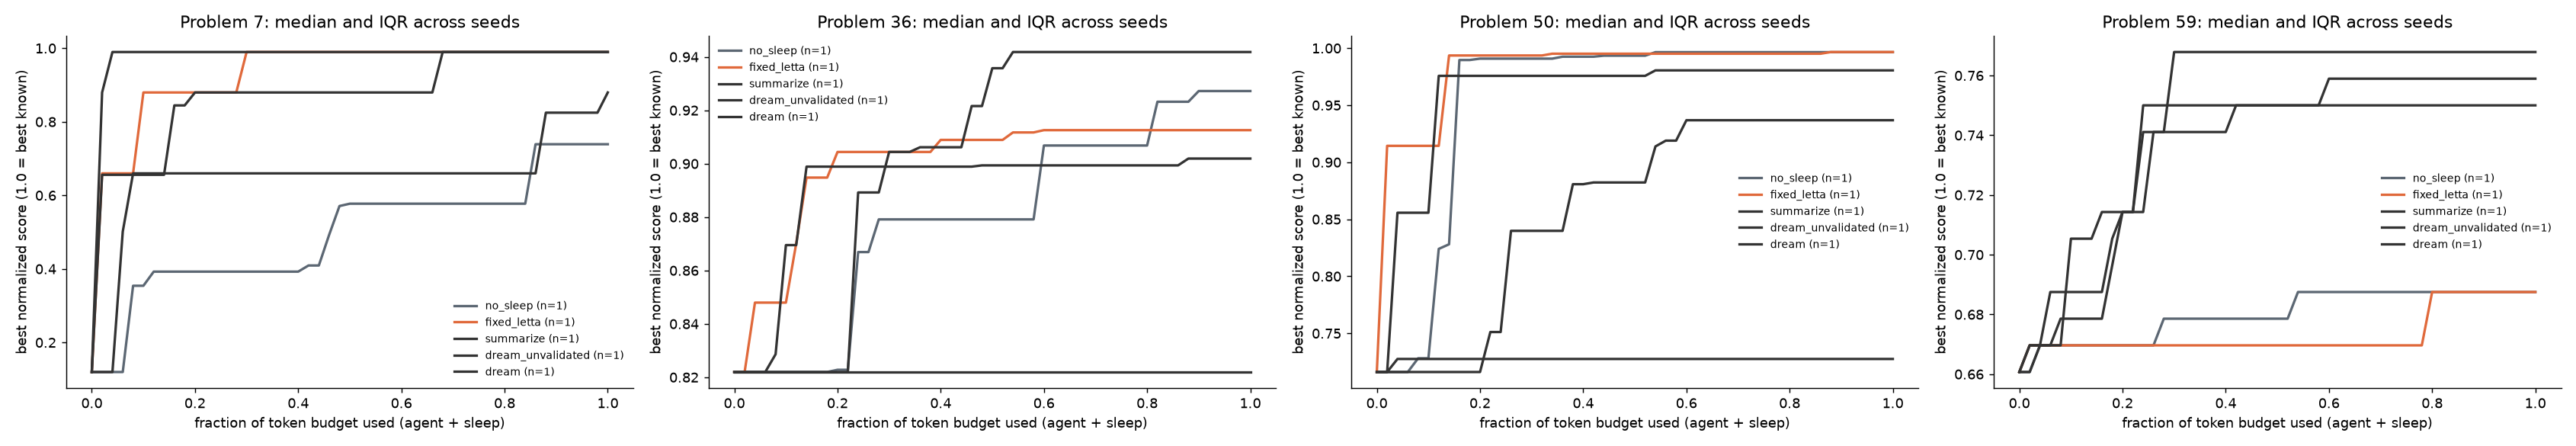 Problem 7: median and IQR across seeds
best normalized score (1.0 = best known)
1.0
0.8
0.6
0.4
0.2
no_sleep (n=1)
fixed_letta (n=1)
summarize (n=1)
dream_unvalidated (n=1)
dream (n=1)
0.0 0.2 0.4 0.6 0.8 1.0
fraction of token budget used (agent + sleep)
Problem 36: median and IQR across seeds
best normalized score (1.0 = best known)
0.94
0.92
0.90
0.88
0.86
0.84
0.82
no_sleep (n=1)
fixed_letta (n=1)
summarize (n=1)
dream_unvalidated (n=1)
dream (n=1)
0.0 0.2 0.4 0.6 0.8 1.0
fraction of token budget used (agent + sleep)
Problem 50: median and IQR across seeds
best normalized score (1.0 = best known)
1.00
0.95
0.90
0.85
0.80
0.75
no_sleep (n=1)
fixed_letta (n=1)
summarize (n=1)
dream_unvalidated (n=1)
dream (n=1)
0.0 0.2 0.4 0.6 0.8 1.0
fraction of token budget used (agent + sleep)
Problem 59: median and IQR across seeds
best normalized score (1.0 = best known)
0.76
0.74
0.72
0.70
0.68
0.66
no_sleep (n=1)
fixed_letta (n=1)
summarize (n=1)
dream_unvalidated (n=1)
dream (n=1)
0.0 0.2 0.4 0.6 0.8 1.0
fraction of token budget used (agent + sleep)